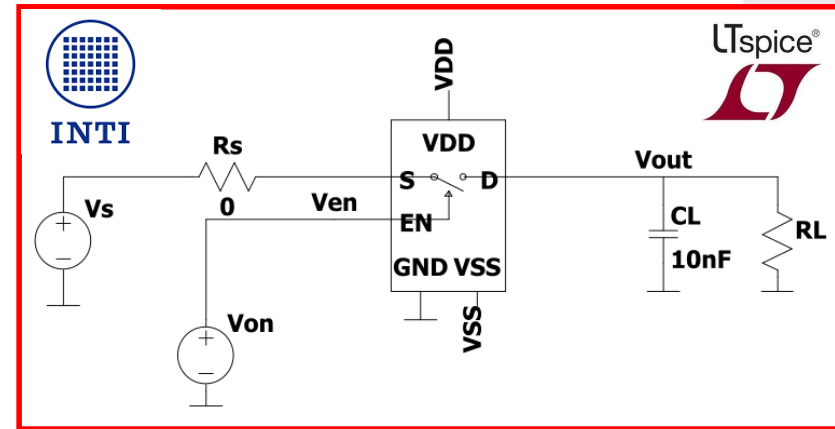 LTspice®
INTI
VDD
VDD
Rs
0
S
D
Vout
Vs
Ven
EN
CL
10nF
RL
GND VSS
VSS
Von